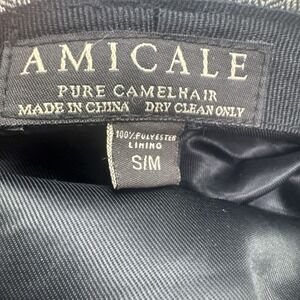 AMICALE
PURE CAMELHAIR
MADE IN CHINA DRY CLEAN ONLY
100% POLYESTER
LINING
S/M